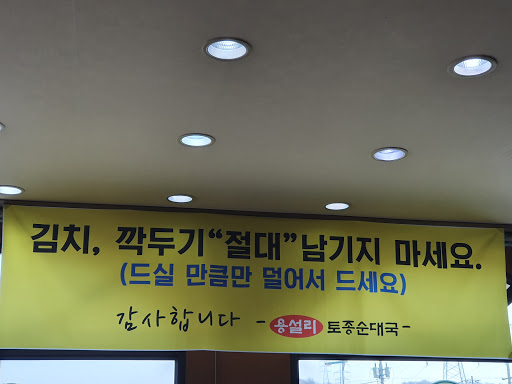 김치, 깍두기“절대”남기지 마세요.
(드실 만큼만 덜어서 드세요)
감사합니다 -용설리 토종순대국-